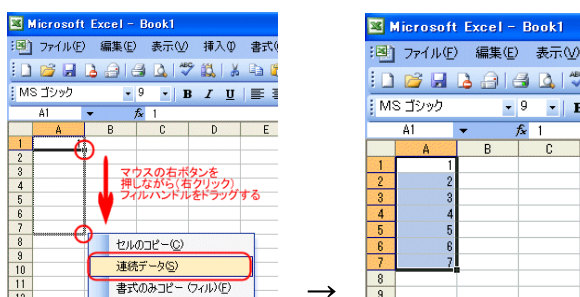 Microsoft Excel - Book1
ファイル(F) 編集(E) 表示(V) 挿入(I) 書式(
MS ゴシック 9 B I U
A1 fx 1
A B C D E
1
2
3
4
5
6
7
8
9
10
11
マウスの右ボタンを
押しながら(右クリック)
フィルハンドルをドラッグする
セルのコピー(C)
連続データ(S)
書式のみコピー (フィル)(F)
→
Microsoft Excel - Book1
ファイル(F) 編集(E) 表示(V)
MS ゴシック 9
A1 fx 1
A B C
1 1
2 2
3 3
4 4
5 5
6 6
7 7
8
9